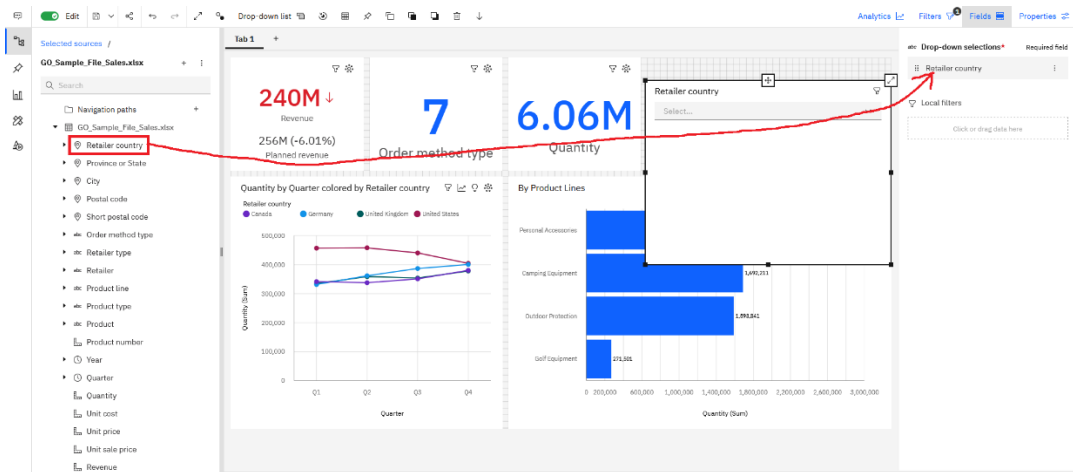 Edit
Drop-down list
Analytics
Filters
1
Fields
Properties
Selected sources /
GO_Sample_File_Sales.xlsx
Search
Navigation paths
GO_Sample_File_Sales.xlsx
Retailer country
Province or State
City
Postal code
Short postal code
abc Order method type
abc Retailer type
abc Retailer
abc Product line
abc Product type
abc Product
Product number
Year
Quarter
Quantity
Unit cost
Unit price
Unit sale price
Revenue
Tab 1
240M
Revenue
256M (-6.01%)
Planned revenue
7
Order method type
6.06M
Quantity
Retailer country
Select...
Quantity by Quarter colored by Retailer country
Retailer country
Canada
Germany
United Kingdom
United States
Quantity (Sum)
500,000
400,000
300,000
200,000
100,000
0
Q1
Q2
Q3
Q4
Quarter
By Product Lines
Personal Accessories
Camping Equipment
1,692,211
Outdoor Protection
Golf Equipment
271,501
0
200,000
600,000
1,000,000
1,400,000
1,800,000
2,200,000
2,600,000
3,000,000
Quantity (Sum)
abc Drop-down selections*
Required field
Retailer country
Local filters
Click or drag data here